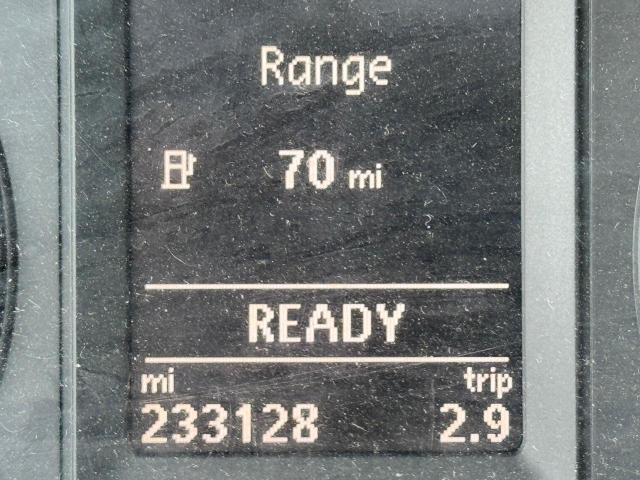 Range
70 mi
READY
mi trip
233128 2.9